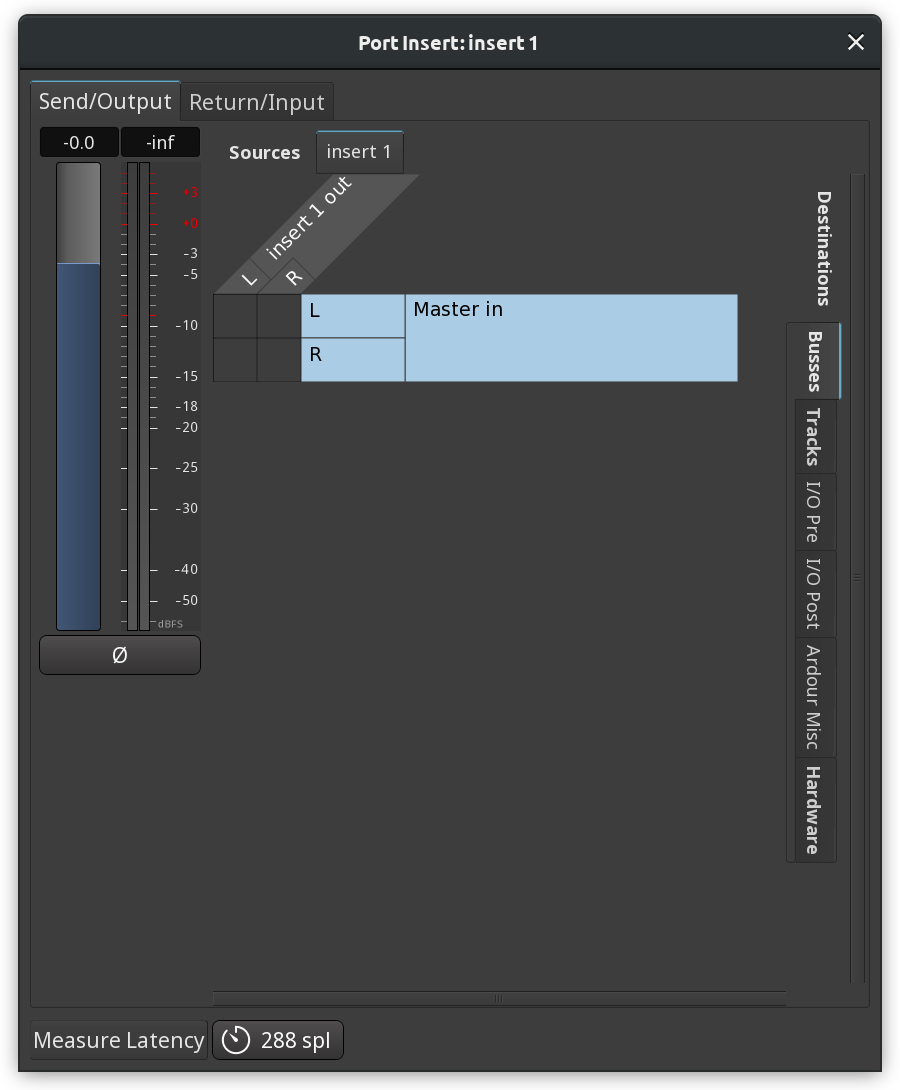 Port Insert: insert 1
Send/Output
Return/Input
-0.0
-inf
+3
+0
-3
-5
-10
-15
-18
-20
-25
-30
-40
-50
dBFS
Ø
Sources
insert 1
insert 1 out
L
R
L
Master in
R
Destinations
Busses
Tracks
I/O Pre
I/O Post
Ardour Misc
Hardware
Measure Latency
288 spl